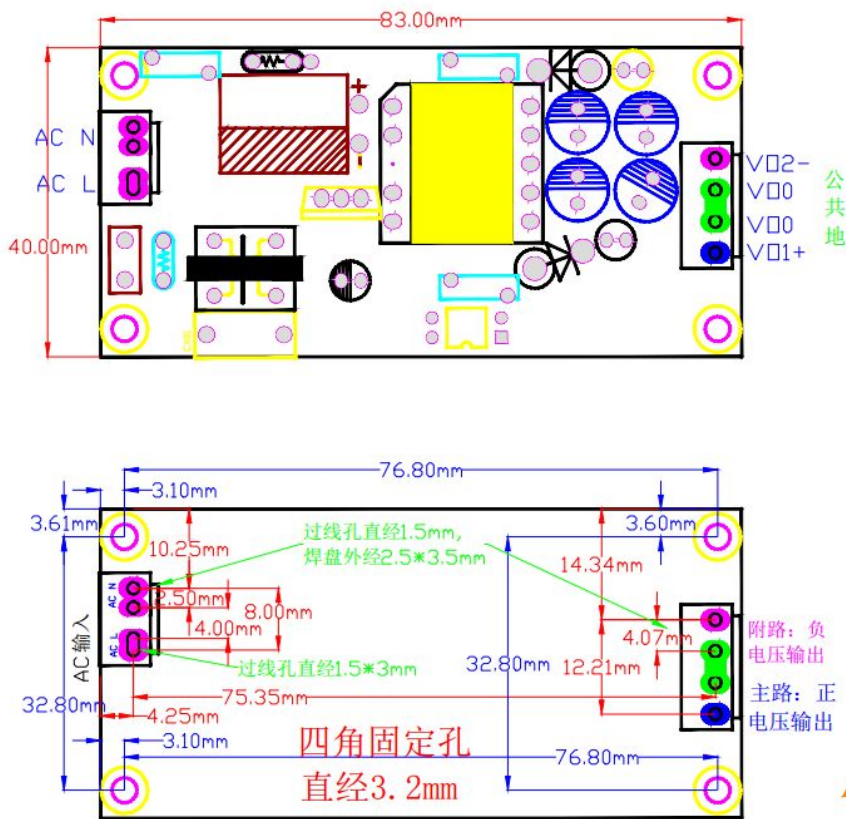 83.00mm
AC N
AC L
40.00mm
+
-
VO2-
VO0
VO0
VO1+
公共地
76.80mm
3.10mm
3.61mm
3.60mm
10.25mm
过线孔直经1.5mm,
焊盘外经2.5*3.5mm
14.34mm
AC N
2.50mm
8.00mm
4.00mm
AC L
AC输入
过线孔直经1.5*3mm
4.07mm
附路：负
电压输出
32.80mm
12.21mm
32.80mm
75.35mm
主路：正
电压输出
4.25mm
3.10mm
四角固定孔
直经3.2mm
76.80mm